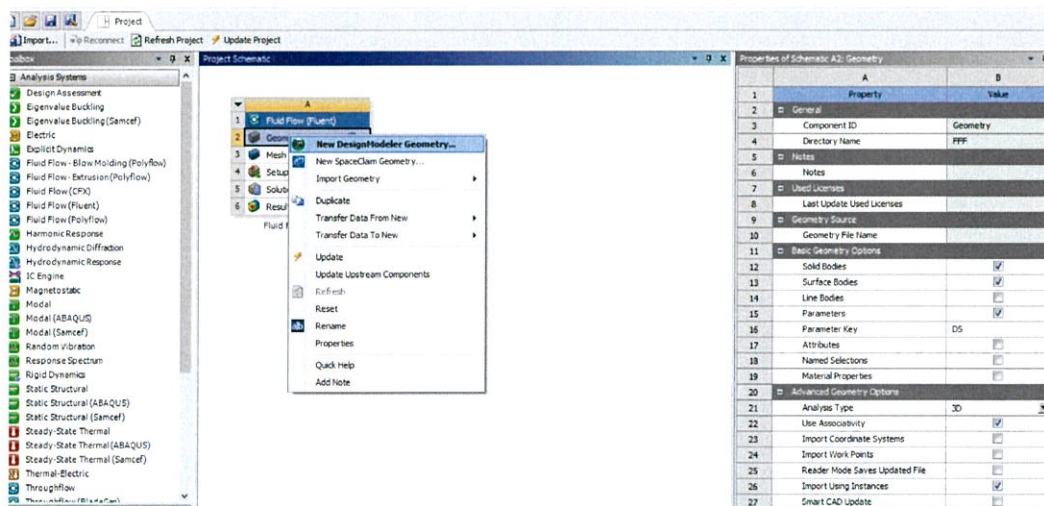 Project
Import... Reconnect Refresh Project Update Project
Project Schematic
Properties of Schematic A2: Geometry
Analysis Systems
Design Assessment
Eigenvalue Buckling
Eigenvalue Buckling (Samcef)
Electric
Explicit Dynamics
Fluid Flow - Blow Molding (Polyflow)
Fluid Flow - Extrusion (Polyflow)
Fluid Flow (CFX)
Fluid Flow (Fluent)
Fluid Flow (Polyflow)
Harmonic Response
Hydrodynamic Diffraction
Hydrodynamic Response
IC Engine
Magnetostatic
Modal
Modal (ABAQUS)
Modal (Samcef)
Random Vibration
Response Spectrum
Rigid Dynamics
Static Structural
Static Structural (ABAQUS)
Static Structural (Samcef)
Steady-State Thermal
Steady-State Thermal (ABAQUS)
Steady-State Thermal (Samcef)
Thermal-Electric
Throughflow
Throughflow (BladeGen)
A
1 Fluid Flow (Fluent)
2 Geom
3 Mesh
4 Setup
5 Solutio
6 Result
Fluid F
New DesignModeler Geometry...
New SpaceClaim Geometry...
Import Geometry
Duplicate
Transfer Data From New
Transfer Data To New
Update
Update Upstream Components
Refresh
Reset
Rename
Properties
Quick Help
Add Note
A B
1 Property Value
2 General
3 Component ID Geometry
4 Directory Name FFF
5 Notes
6 Notes
7 Used Licenses
8 Last Update Used Licenses
9 Geometry Source
10 Geometry File Name
11 Basic Geometry Options
12 Solid Bodies
13 Surface Bodies
14 Line Bodies
15 Parameters
16 Parameter Key DS
17 Attributes
18 Named Selections
19 Material Properties
20 Advanced Geometry Options
21 Analysis Type 3D
22 Use Associativity
23 Import Coordinate Systems
24 Import Work Points
25 Reader Mode Saves Updated File
26 Import Using Instances
27 Smart CAD Update